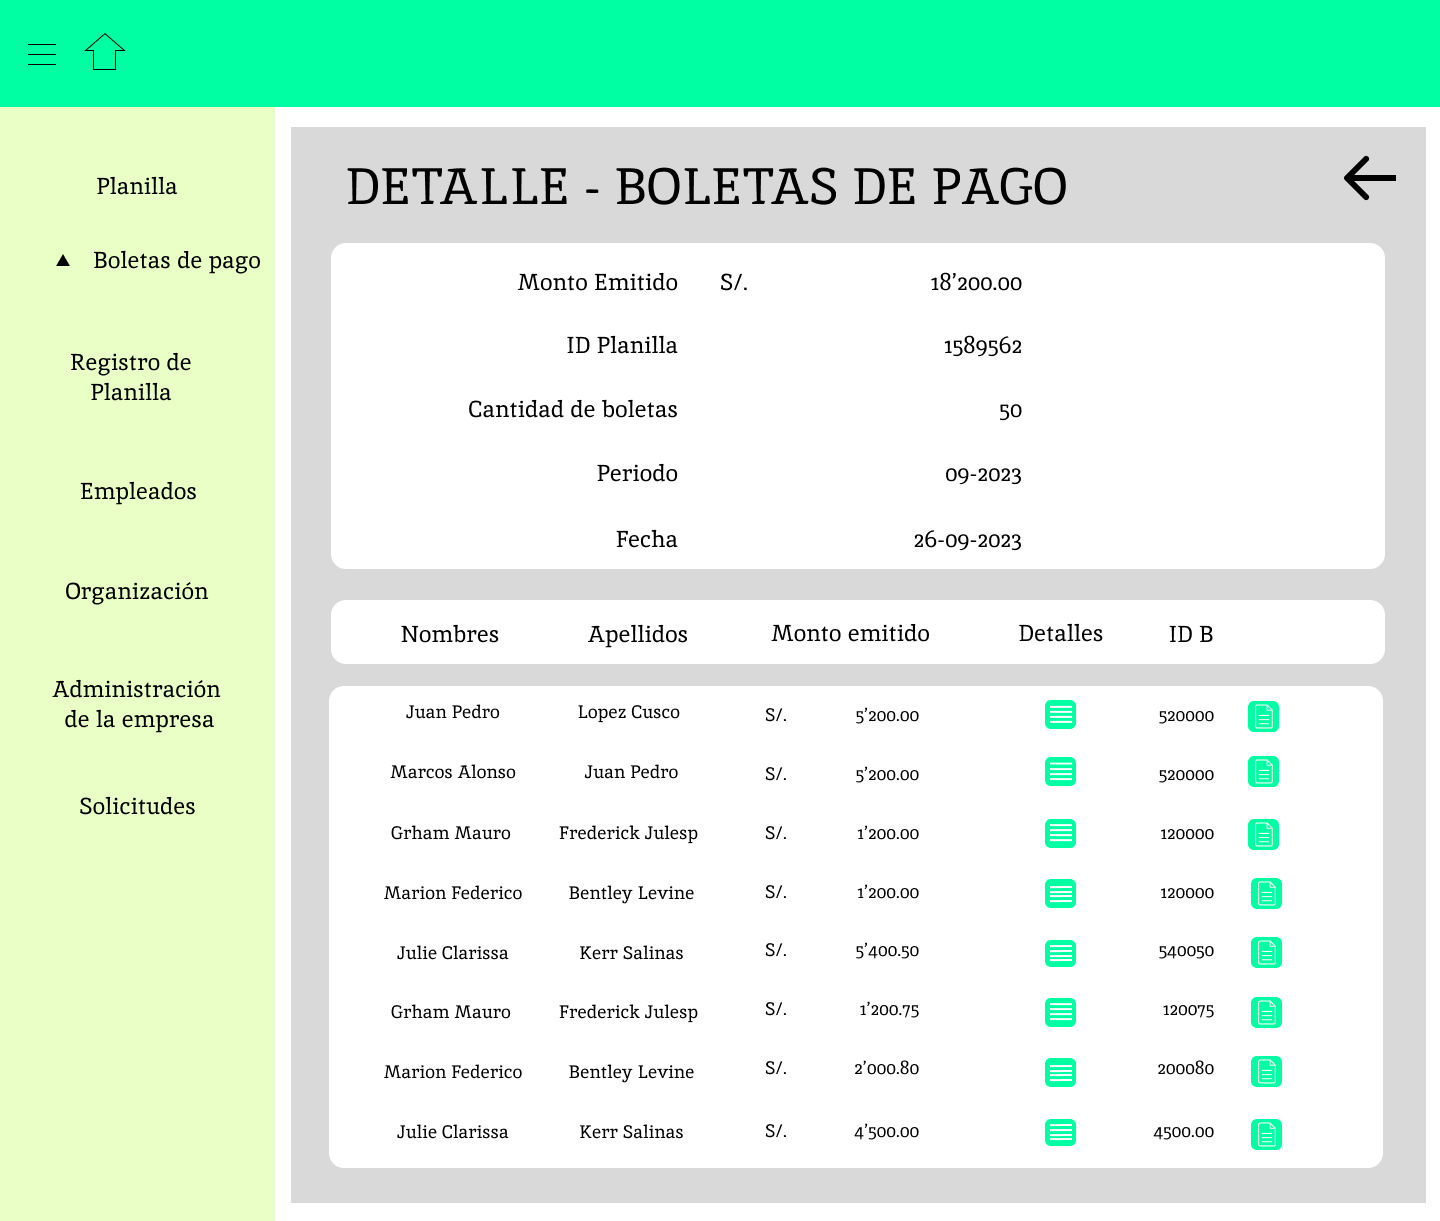 Planilla
Boletas de pago
Registro de
Planilla
Empleados
Organización
Administración
de la empresa
Solicitudes
DETALLE - BOLETAS DE PAGO
Monto Emitido S/. 18’200.00
ID Planilla 1589562
Cantidad de boletas 50
Periodo 09-2023
Fecha 26-09-2023
Nombres Apellidos Monto emitido Detalles ID B
Juan Pedro Lopez Cusco S/. 5’200.00 520000
Marcos Alonso Juan Pedro S/. 5’200.00 520000
Grham Mauro Frederick Julesp S/. 1’200.00 120000
Marion Federico Bentley Levine S/. 1’200.00 120000
Julie Clarissa Kerr Salinas S/. 5’400.50 540050
Grham Mauro Frederick Julesp S/. 1’200.75 120075
Marion Federico Bentley Levine S/. 2’000.80 200080
Julie Clarissa Kerr Salinas S/. 4’500.00 4500.00